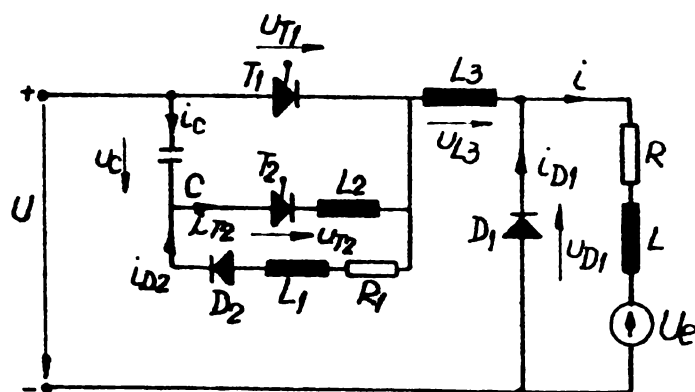 uT1
T1
L3
i
+
iC
uC
uL3
iD1
R
T2
L2
U
C
iT2
uT2
D1
uD1
L
iD2
D2
L1
R1
Ue
-